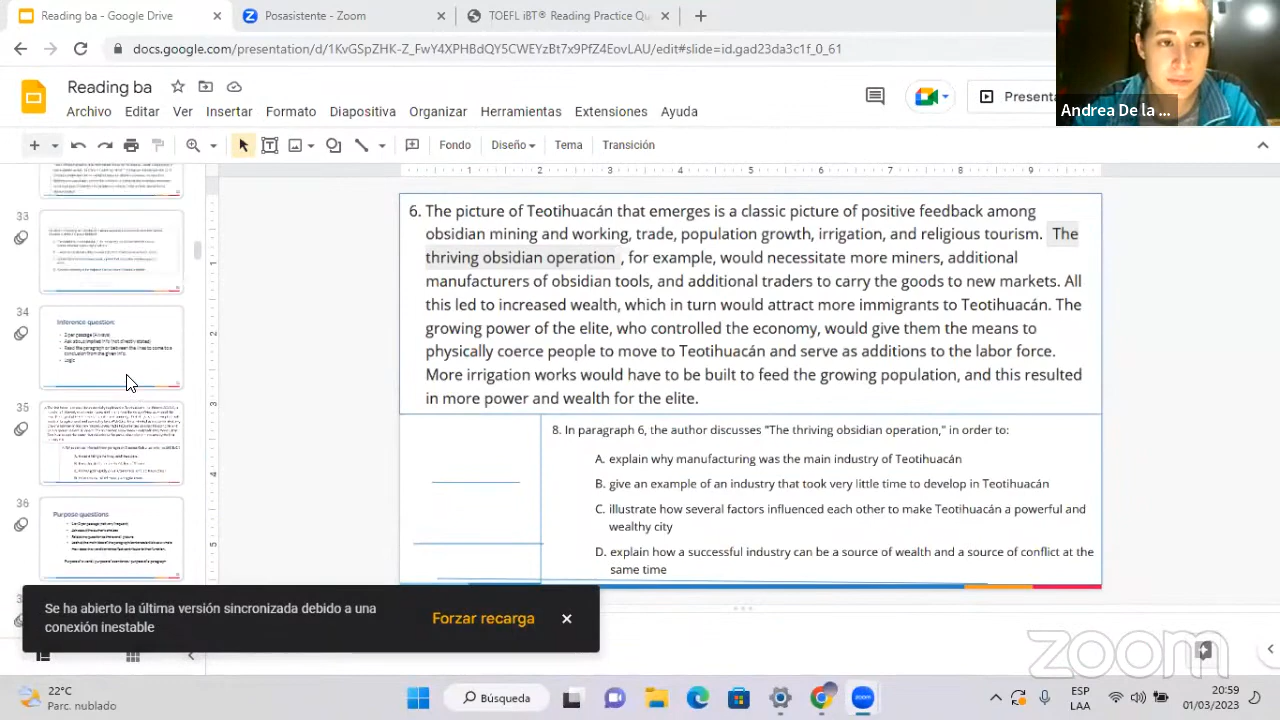 Reading ba - Google Drive
Posasistente - Zoom
TOEFL iBT® Reading Practice Qu
docs.google.com/presentation/d/1KvGSpZHK-Z_FwY4XPHRdQY5CWEYzBt7x9PfZ4EovLAU/edit#slide=id.gad23da3c1f_0_61
Reading ba
Presenta
Andrea De la ...
Archivo Editar Ver Insertar Formato Diapositiva Organizar Herramientas Extensiones Ayuda
Fondo Diseño Tema Transición
33
34
Inference question:
35
36
Purpose questions
6. The picture of Teotihuacán that emerges is a classic picture of positive feedback among
obsidian mining and working, trade, population growth, irrigation, and religious tourism. The
thriving obsidian operation , for example, would necessitate more miners, additional
manufacturers of obsidian tools, and additional traders to carry the goods to new markets. All
this led to increased wealth, which in turn would attract more immigrants to Teotihuacán. The
growing power of the elite, who controlled the economy, would give them the means to
physically coerce people to move to Teotihuacán and serve as additions to the labor force.
More irrigation works would have to be built to feed the growing population, and this resulted
in more power and wealth for the elite.
In paragraph 6, the author discusses "The thriving obsidian operation," in order to:
A. explain why manufacturing was the main industry of Teotihuacán
B. give an example of an industry that took very little time to develop in Teotihuacán
C. illustrate how several factors influenced each other to make Teotihuacán a powerful and
wealthy city
D. explain how a successful industry can be a source of wealth and a source of conflict at the
same time
Se ha abierto la última versión sincronizada debido a una
conexión inestable
Forzar recarga
zoom
22°C
Parc. nublado
Búsqueda
ESP
LAA
20:59
01/03/2023